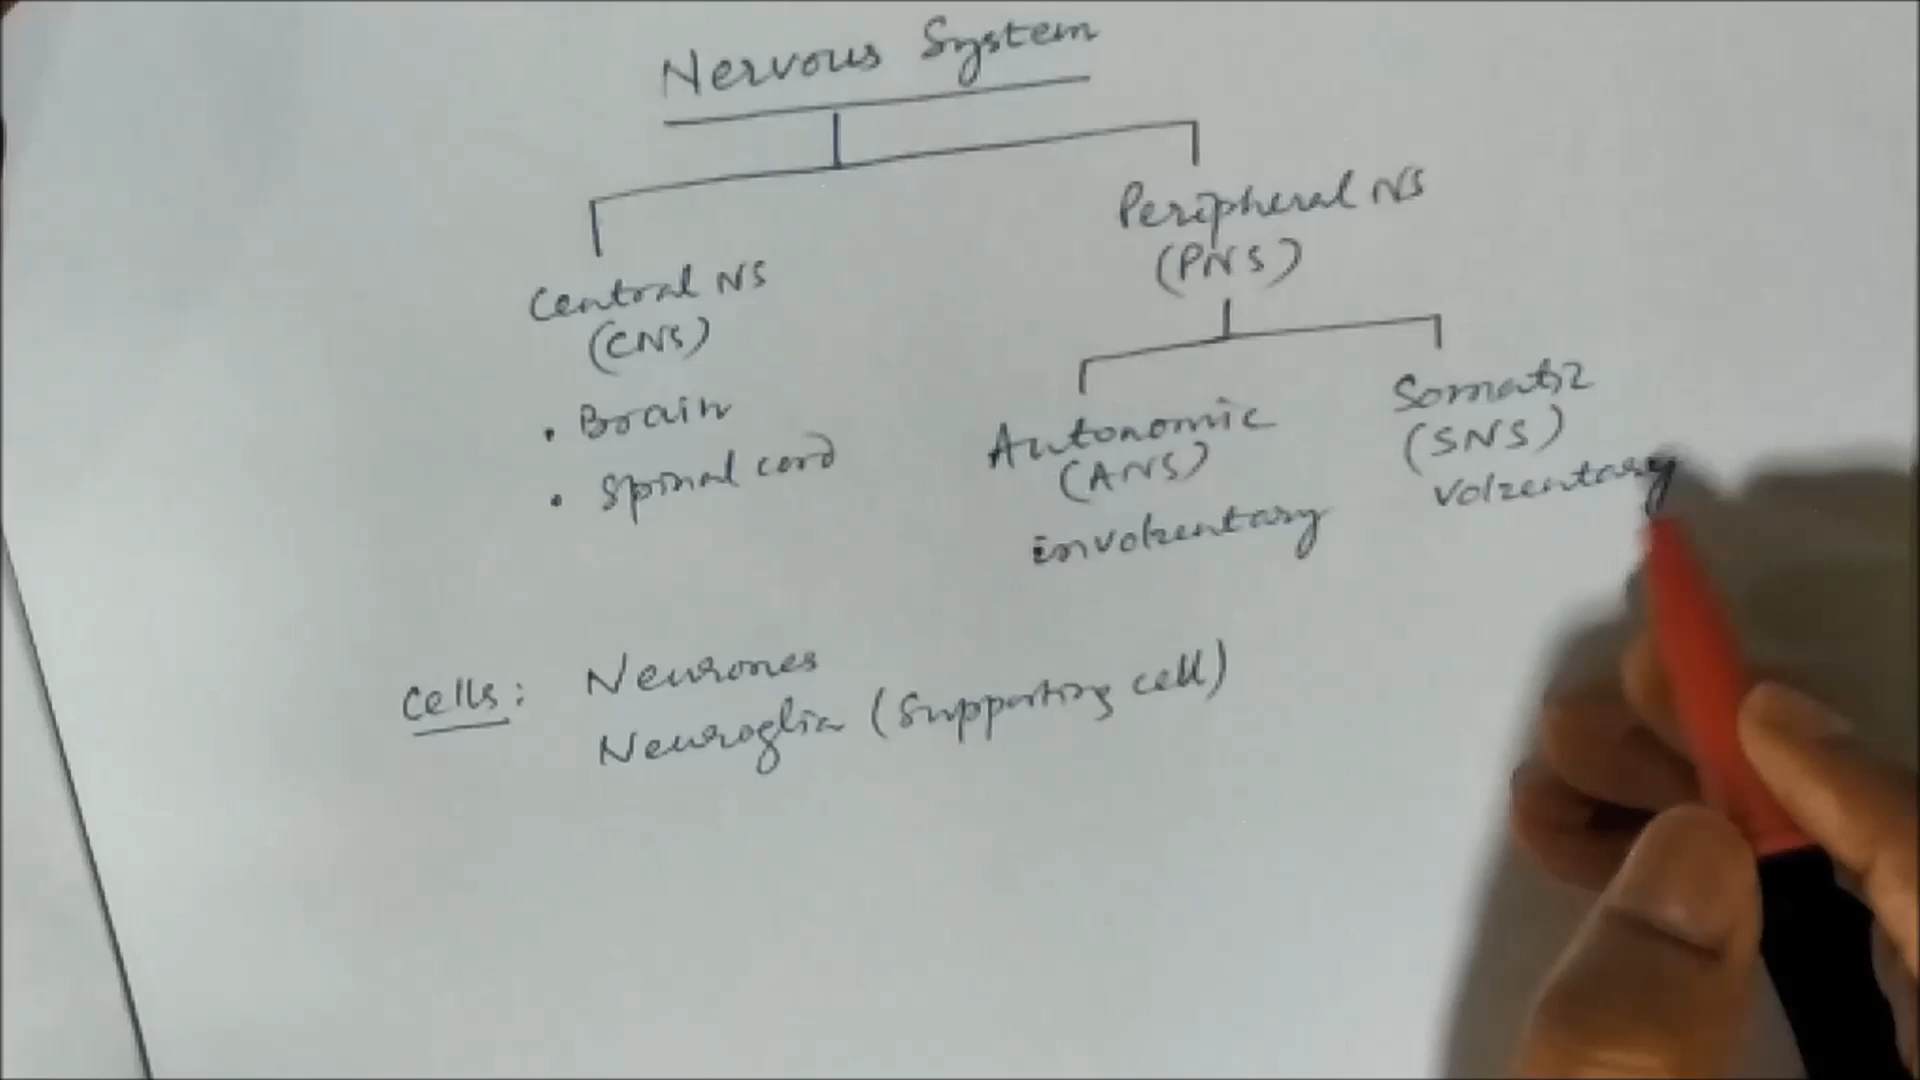 Nervous System
Central NS
(CNS)
• Brain
• Spinal cord
Peripheral NS
(PNS)
Autonomic
(ANS)
involuntary
Somatic
(SNS)
voluntary
Cells: Neurones
Neuroglia (Supporting cell)